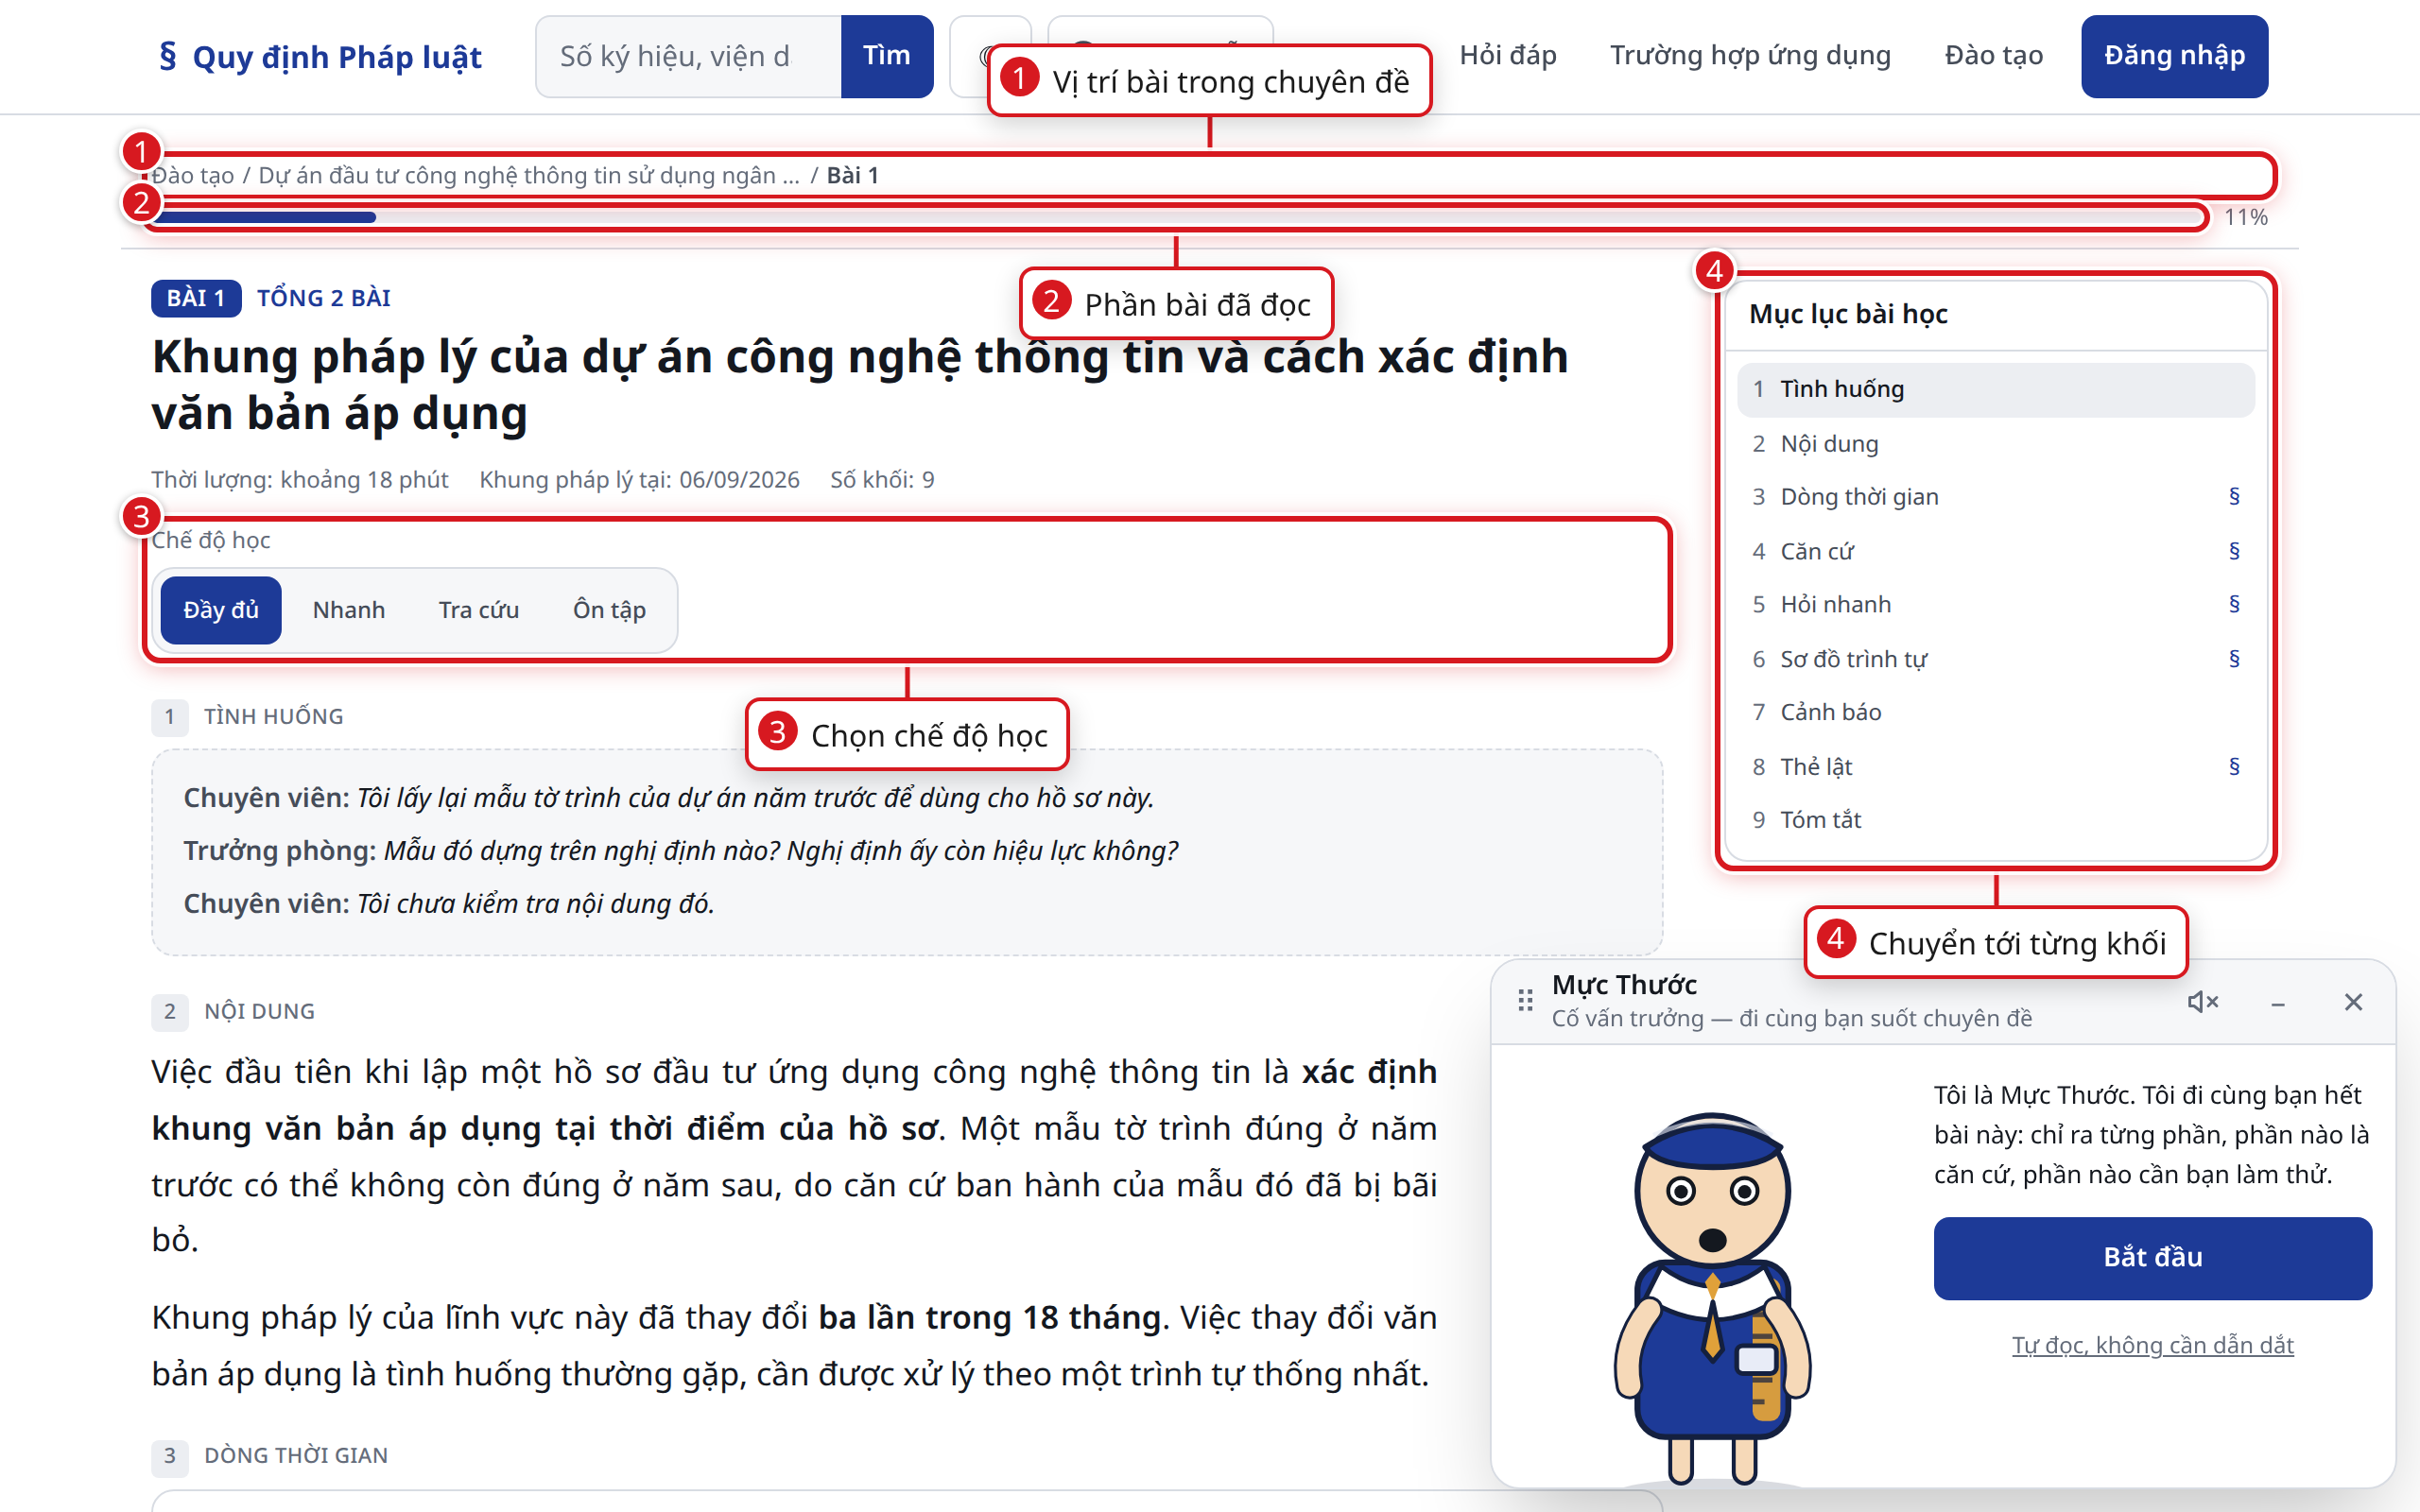 § Quy định Pháp luật
Số ký hiệu, viện d
Tìm
Hỏi đáp
Trường hợp ứng dụng
Đào tạo
Đăng nhập
1 Vị trí bài trong chuyên đề
1
Đào tạo / Dự án đầu tư công nghệ thông tin sử dụng ngân ... / Bài 1
2
11%
2 Phần bài đã đọc
BÀI 1 TỔNG 2 BÀI
Khung pháp lý của dự án công nghệ thông tin và cách xác định
văn bản áp dụng
Thời lượng: khoảng 18 phút Khung pháp lý tại: 06/09/2026 Số khối: 9
3
Chế độ học
Đầy đủ Nhanh Tra cứu Ôn tập
3 Chọn chế độ học
4
Mục lục bài học
1 Tình huống
2 Nội dung
3 Dòng thời gian §
4 Căn cứ §
5 Hỏi nhanh §
6 Sơ đồ trình tự §
7 Cảnh báo
8 Thẻ lật §
9 Tóm tắt
4 Chuyển tới từng khối
1 TÌNH HUỐNG
Chuyên viên: Tôi lấy lại mẫu tờ trình của dự án năm trước để dùng cho hồ sơ này.
Trưởng phòng: Mẫu đó dựng trên nghị định nào? Nghị định ấy còn hiệu lực không?
Chuyên viên: Tôi chưa kiểm tra nội dung đó.
2 NỘI DUNG
Việc đầu tiên khi lập một hồ sơ đầu tư ứng dụng công nghệ thông tin là xác định
khung văn bản áp dụng tại thời điểm của hồ sơ. Một mẫu tờ trình đúng ở năm
trước có thể không còn đúng ở năm sau, do căn cứ ban hành của mẫu đó đã bị bãi
bỏ.
Khung pháp lý của lĩnh vực này đã thay đổi ba lần trong 18 tháng. Việc thay đổi văn
bản áp dụng là tình huống thường gặp, cần được xử lý theo một trình tự thống nhất.
3 DÒNG THỜI GIAN
Mực Thước
Cố vấn trưởng — đi cùng bạn suốt chuyên đề
Tôi là Mực Thước. Tôi đi cùng bạn hết
bài này: chỉ ra từng phần, phần nào là
căn cứ, phần nào cần bạn làm thử.
Bắt đầu
Tự đọc, không cần dẫn dắt